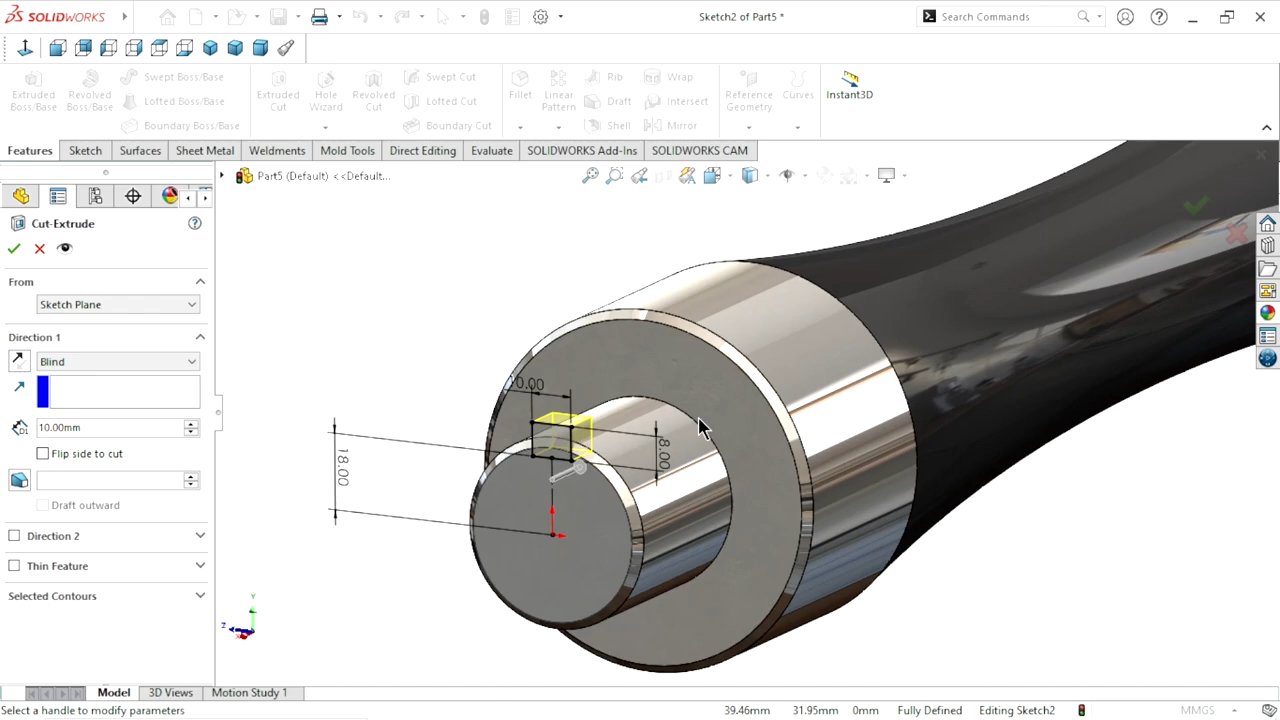 SOLIDWORKS
Sketch2 of Part5 *
Search Commands
Extruded Boss/Base
Revolved Boss/Base
Swept Boss/Base
Lofted Boss/Base
Boundary Boss/Base
Extruded Cut
Hole Wizard
Revolved Cut
Swept Cut
Lofted Cut
Boundary Cut
Fillet
Linear Pattern
Rib
Draft
Shell
Wrap
Intersect
Mirror
Reference Geometry
Curves
Instant3D
Features
Sketch
Surfaces
Sheet Metal
Weldments
Mold Tools
Direct Editing
Evaluate
SOLIDWORKS Add-Ins
SOLIDWORKS CAM
Part5 (Default) <<Default...
Cut-Extrude
From
Sketch Plane
Direction 1
Blind
10.00mm
Flip side to cut
Draft outward
Direction 2
Thin Feature
Selected Contours
10.00
18.00
8.00
Y
Z
X
Model
3D Views
Motion Study 1
Select a handle to modify parameters
39.46mm
31.95mm
0mm
Fully Defined
Editing Sketch2
MMGS